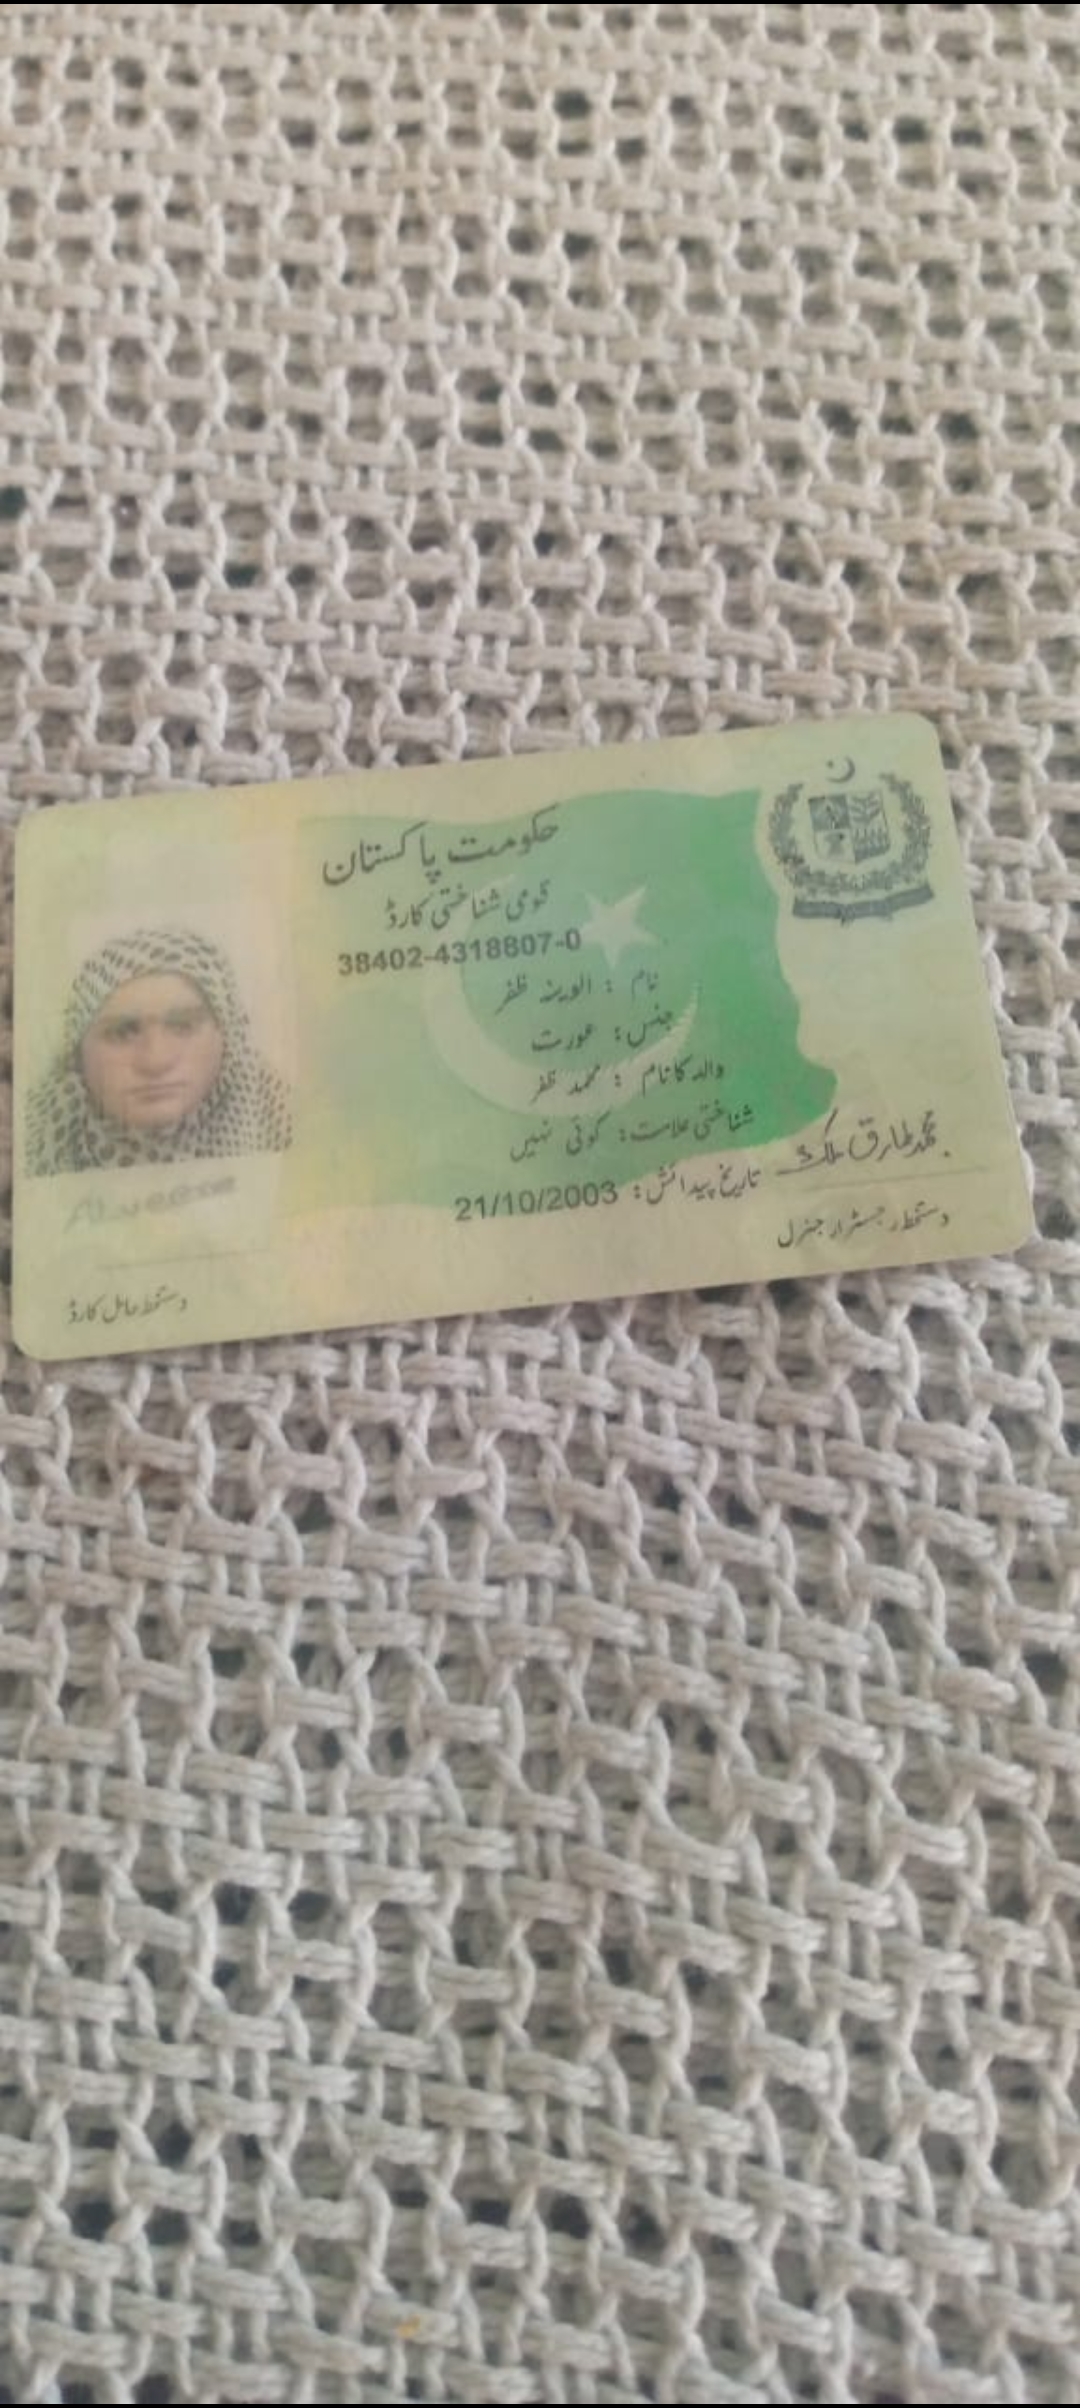 حکومت پاکستان
قومی شناختی کارڈ
38402-4318807-0
نام : الوینہ ظفر
جنس : عورت
والد کا نام : محمد ظفر
شناختی علامت : کوئی نہیں
تاریخ پیدائش : 21/10/2003
محمد طارق ملک
دستخط رجسٹرار جنرل
Alveena
دستخط حامل کارڈ